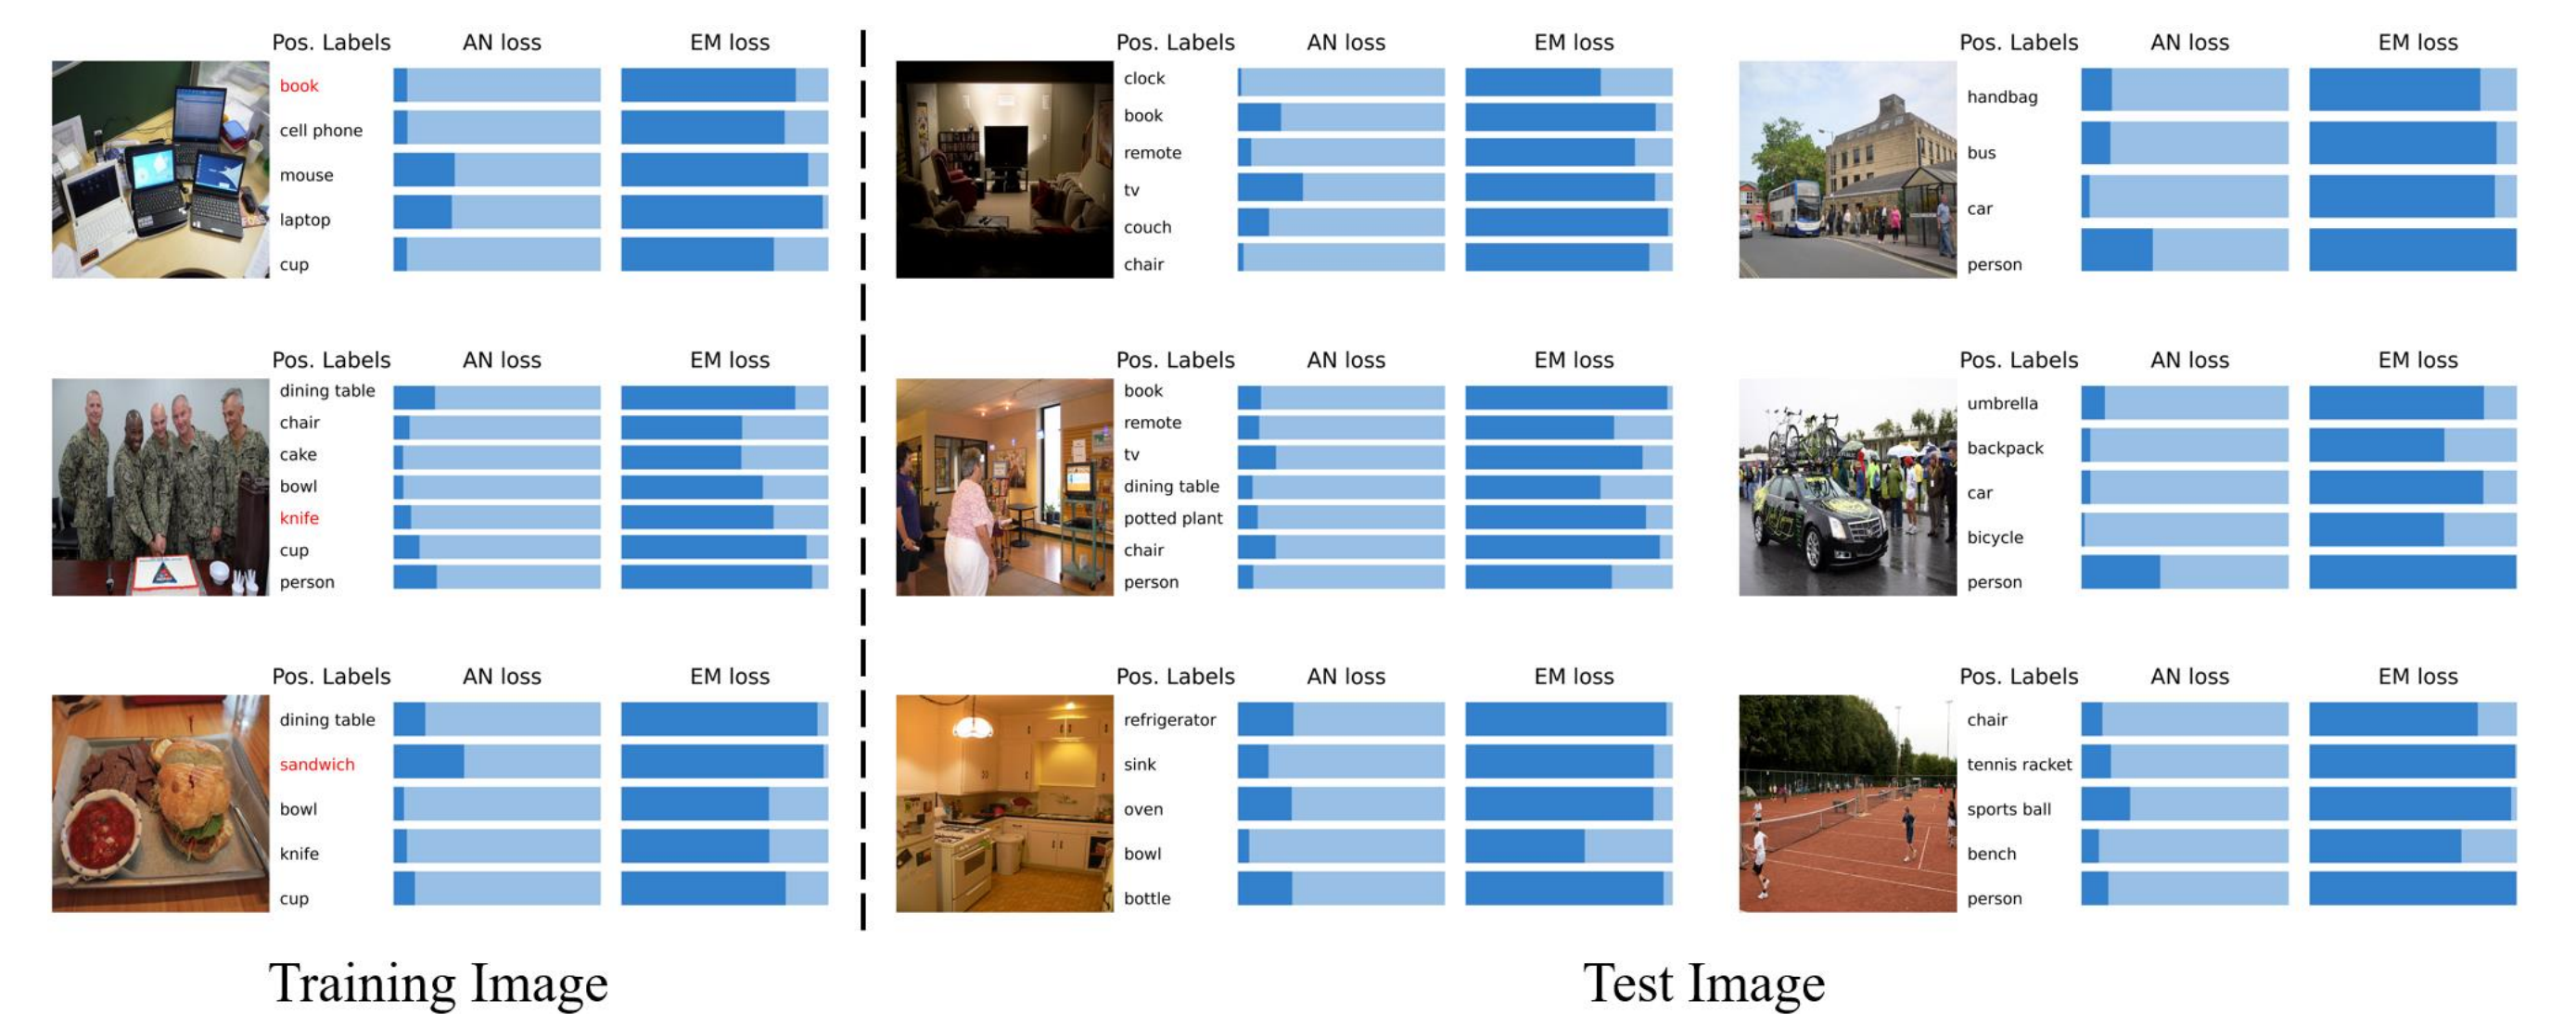 Pos. Labels AN loss EM loss
book
cell phone
mouse
laptop
cup
Pos. Labels AN loss EM loss
dining table
chair
cake
bowl
knife
cup
person
Pos. Labels AN loss EM loss
dining table
sandwich
bowl
knife
cup
Training Image
Pos. Labels AN loss EM loss
clock
book
remote
tv
couch
chair
Pos. Labels AN loss EM loss
handbag
bus
car
person
Pos. Labels AN loss EM loss
book
remote
tv
dining table
potted plant
chair
person
Pos. Labels AN loss EM loss
umbrella
backpack
car
bicycle
person
Pos. Labels AN loss EM loss
refrigerator
sink
oven
bowl
bottle
Pos. Labels AN loss EM loss
chair
tennis racket
sports ball
bench
person
Test Image